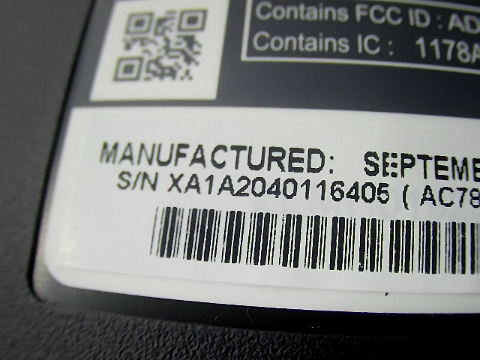 Contains FCC ID : AD
Contains IC : 1178A
MANUFACTURED: SEPTEME
S/N XA1A2040116405 ( AC78